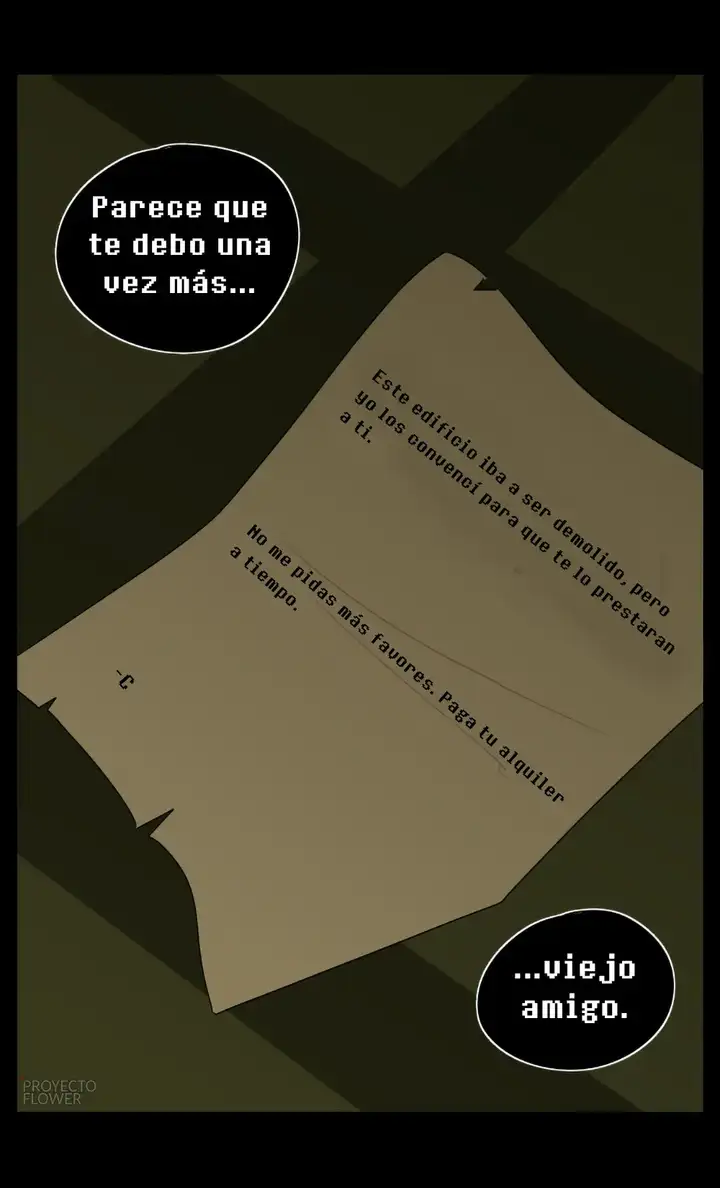 Parece que
te debo una
vez más...
Este edificio iba a ser demolido, pero
yo los convencí para que te lo prestaran
a ti.
No me pidas más favores. Paga tu alquiler
a tiempo.
-C
...viejo
amigo.
PROYECTO
FLOWER